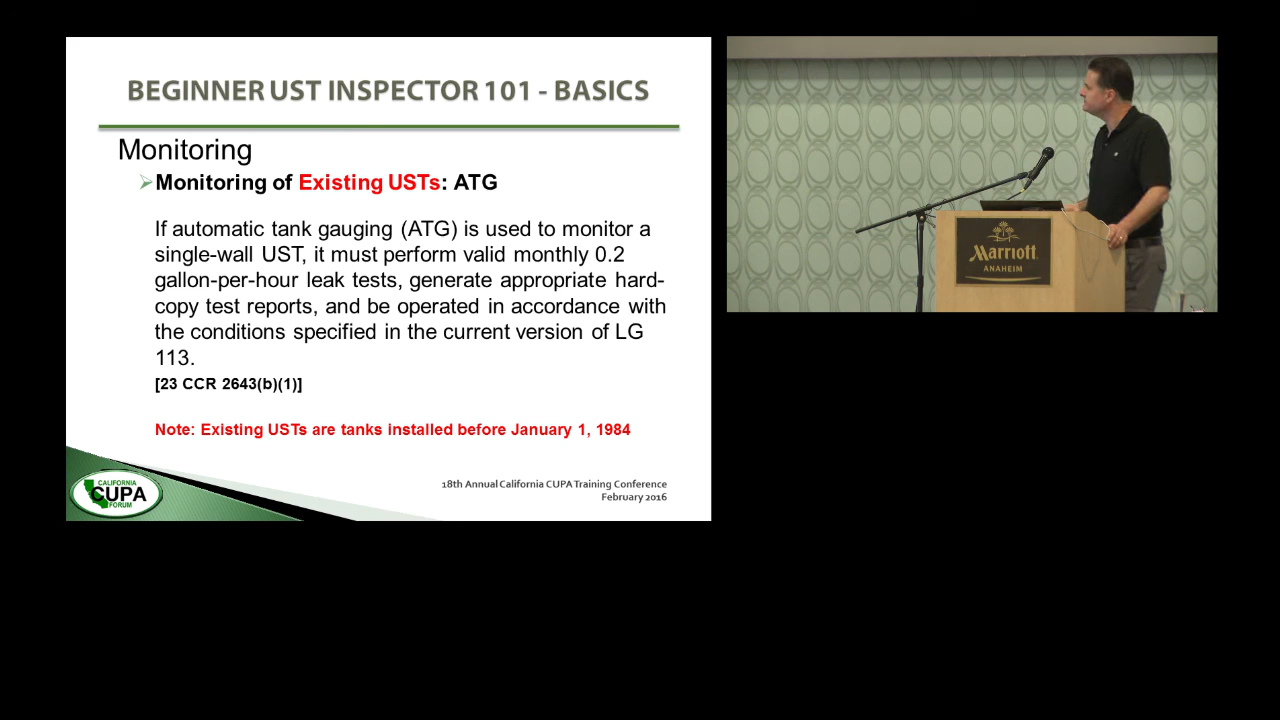 BEGINNER UST INSPECTOR 101 - BASICS
Monitoring
Monitoring of Existing USTs: ATG
If automatic tank gauging (ATG) is used to monitor a
single-wall UST, it must perform valid monthly 0.2
gallon-per-hour leak tests, generate appropriate hard-
copy test reports, and be operated in accordance with
the conditions specified in the current version of LG
113.
[23 CCR 2643(b)(1)]
Note: Existing USTs are tanks installed before January 1, 1984
18th Annual California CUPA Training Conference
February 2016
CALIFORNIA
CUPA
FORUM
Marriott
ANAHEIM